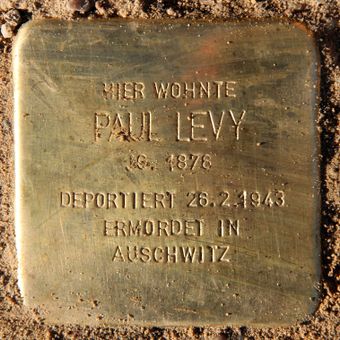 HIER WOHNTE
PAUL LEVY
JG. 1878
DEPORTIERT 26.2.1943
ERMORDET IN
AUSCHWITZ